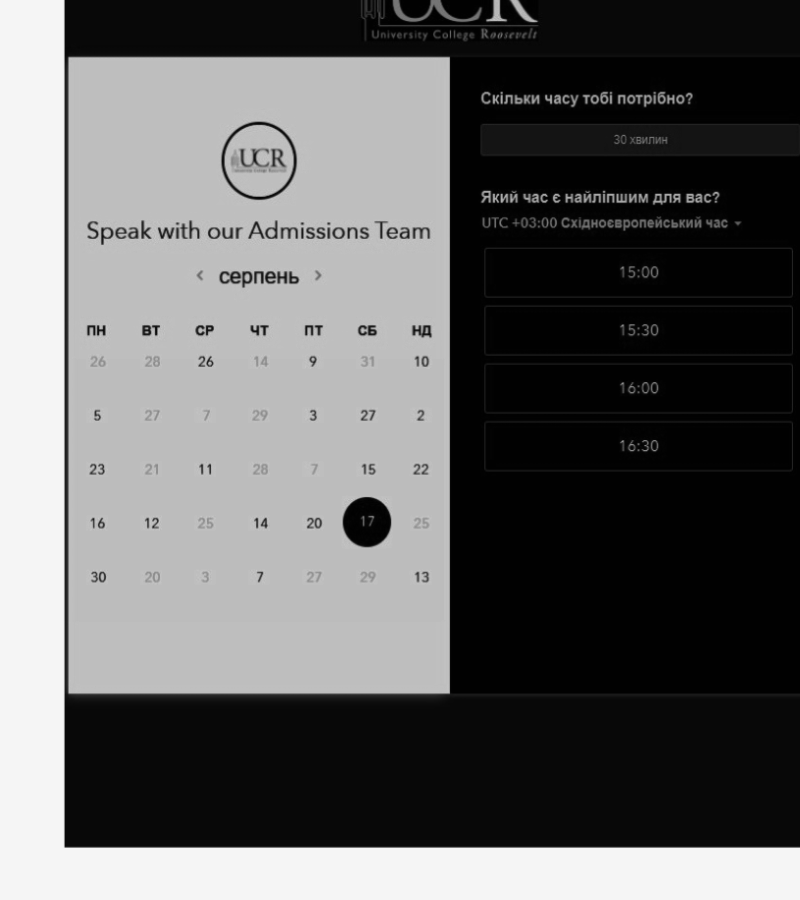 UCR
University College Roosevelt
UCR
University College Roosevelt
Speak with our Admissions Team
серпень
ПН ВТ СР ЧТ ПТ СБ НД
26 28 26 14 9 31 10
5 27 7 29 3 27 2
23 21 11 28 7 15 22
16 12 25 14 20 17 25
30 20 3 7 27 29 13
Скільки часу тобі потрібно?
30 хвилин
Який час є найліпшим для вас?
UTC +03:00 Східноєвропейський час
15:00
15:30
16:00
16:30